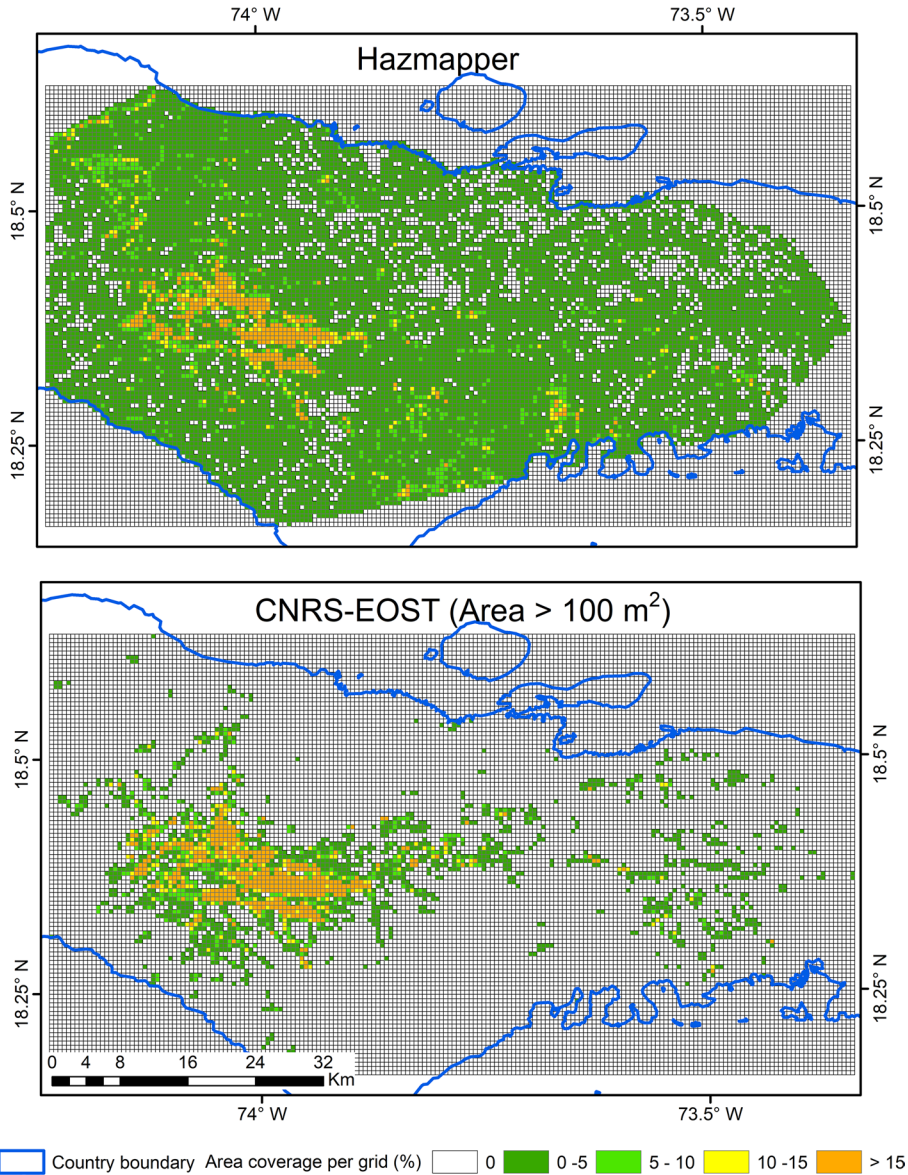 74° W 73.5° W
Hazmapper
18.5° N 18.5° N
18.25° N 18.25° N
CNRS-EOST (Area > 100 m²)
18.5° N 18.5° N
18.25° N 18.25° N
0 4 8 16 24 32
Km
74° W 73.5° W
Country boundary Area coverage per grid (%) 0 0 -5 5 - 10 10 -15 > 15